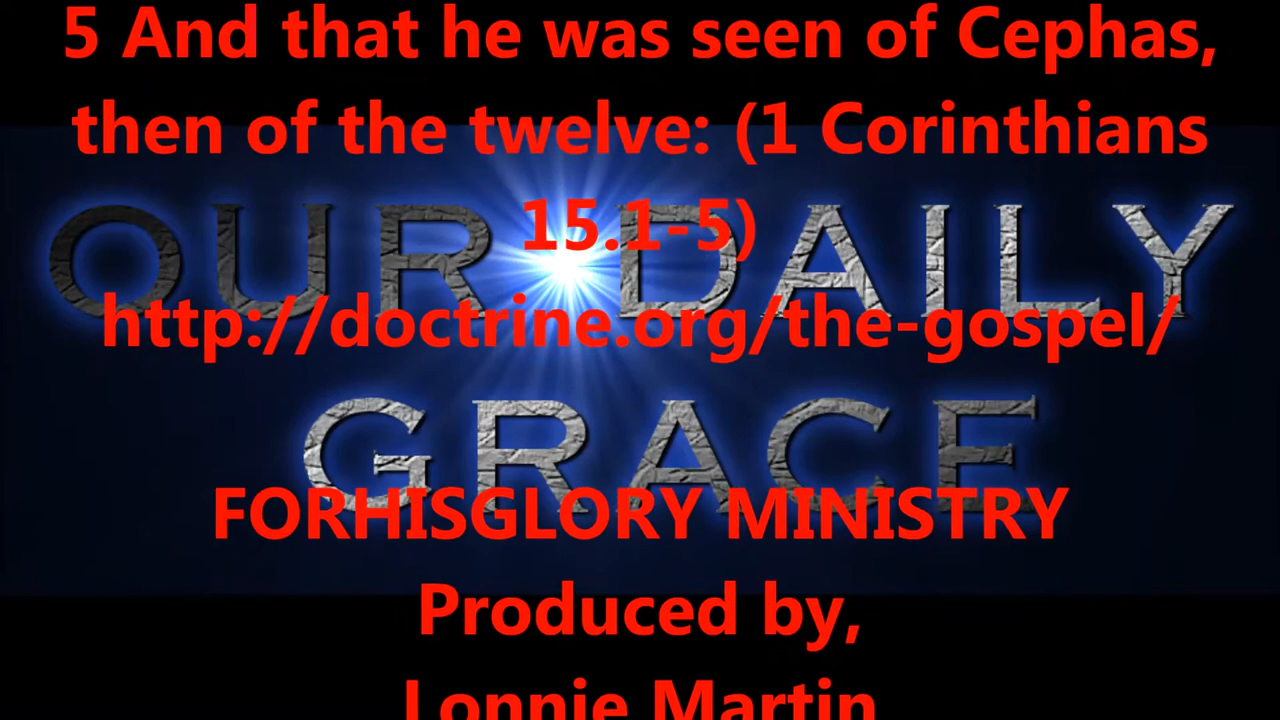 5 And that he was seen of Cephas,
then of the twelve: (1 Corinthians
15.1-5)
OUR DAILY
http://doctrine.org/the-gospel/
GRACE
FORHISGLORY MINISTRY
Produced by,
Lonnie Martin